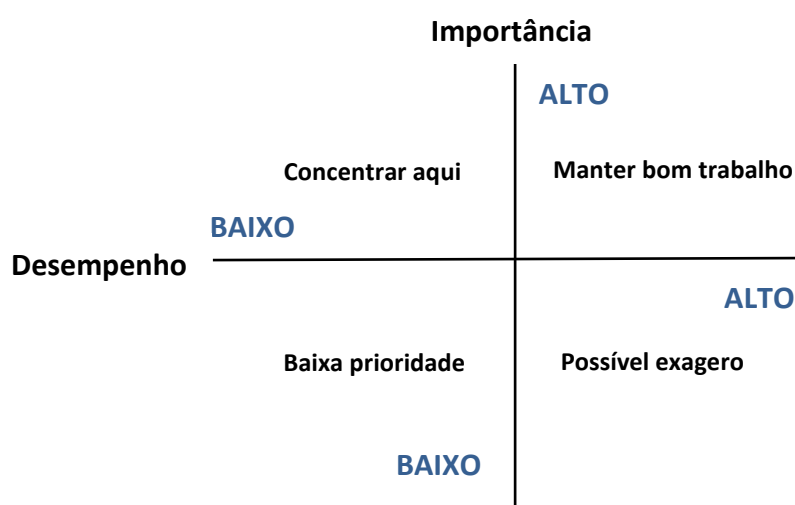 Importância
ALTO
Concentrar aqui
Manter bom trabalho
BAIXO
Desempenho
ALTO
Baixa prioridade
Possível exagero
BAIXO